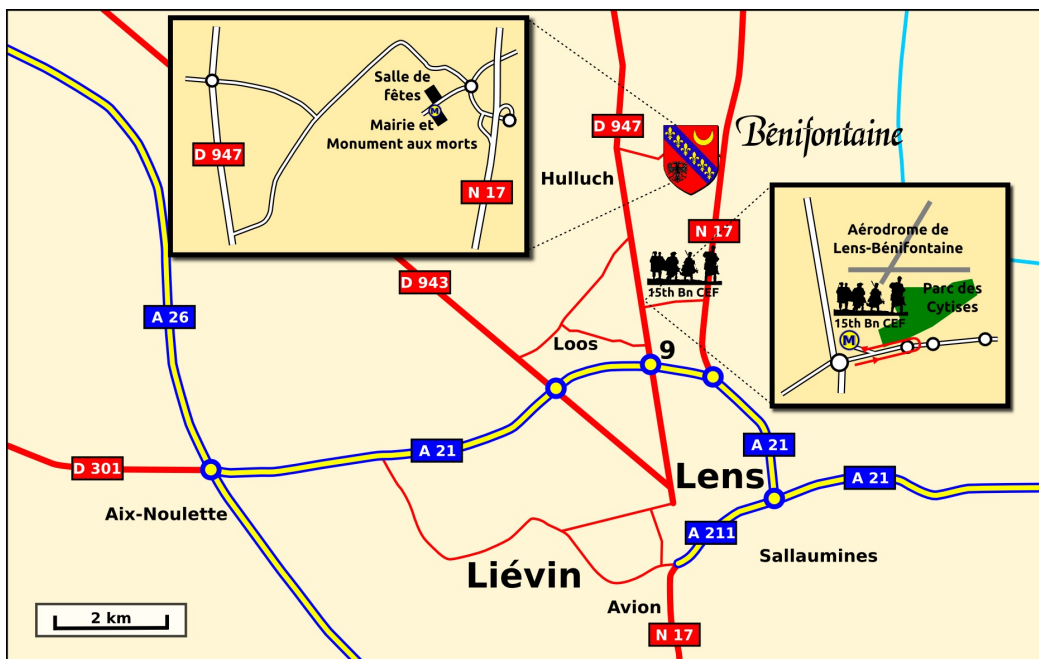 Salle de
fêtes
M
Mairie et
Monument aux morts
D 947
N 17
D 947
Bénifontaine
Hulluch
N 17
15th Bn CEF
Aérodrome de
Lens-Bénifontaine
Parc des
Cytises
15th Bn CEF
M
D 943
A 26
Loos
9
A 21
A 21
Lens
A 21
D 301
Aix-Noulette
A 211
Sallaumines
Liévin
Avion
2 km
N 17